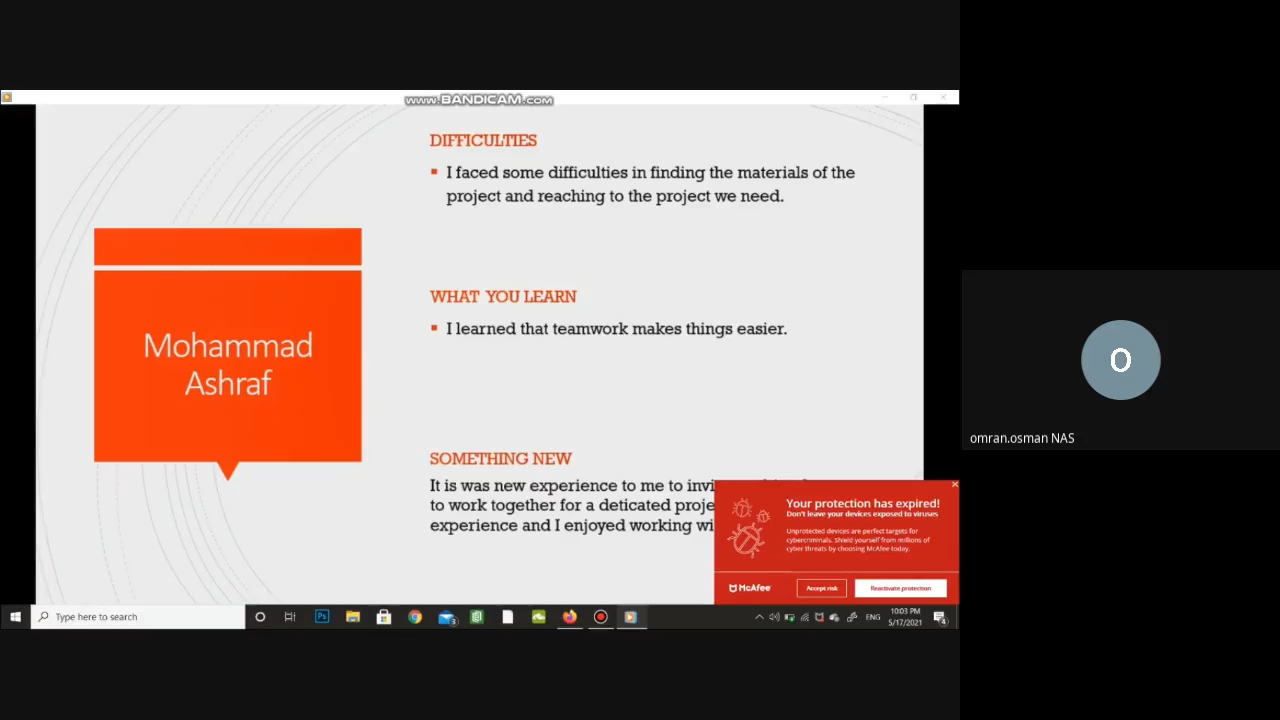 www.BANDICAM.com
DIFFICULTIES
I faced some difficulties in finding the materials of the
project and reaching to the project we need.
Mohammad
Ashraf
WHAT YOU LEARN
I learned that teamwork makes things easier.
SOMETHING NEW
It is was new experience to me to
to work together for a deticated
experience and I enjoyed working
Your protection has expired!
Don't leave your devices exposed to viruses
Unprotected devices are perfect targets for
cybercriminals. Shield yourself from millions of
cyber threats by choosing McAfee today.
McAfee
Accept risk
Reactivate protection
O
omran.osman NAS
Type here to search
Ps
3
ENG
10:03 PM
5/17/2021
4